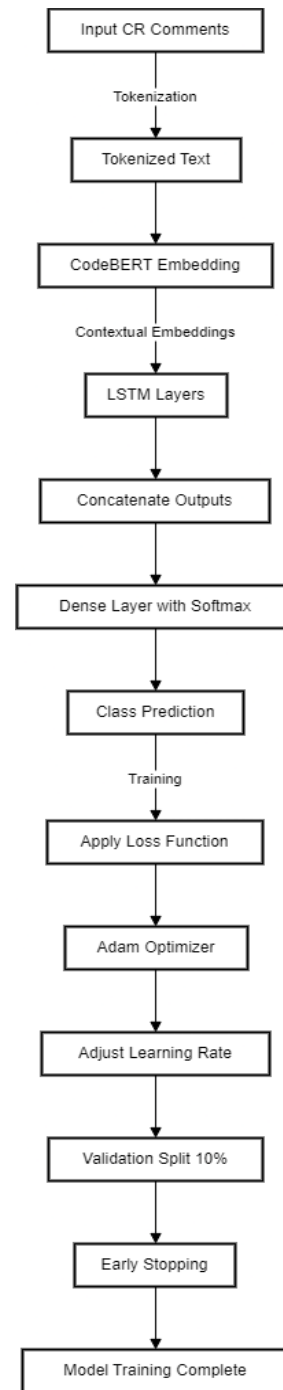 Input CR Comments
Tokenization
Tokenized Text
CodeBERT Embedding
Contextual Embeddings
LSTM Layers
Concatenate Outputs
Dense Layer with Softmax
Class Prediction
Training
Apply Loss Function
Adam Optimizer
Adjust Learning Rate
Validation Split 10%
Early Stopping
Model Training Complete